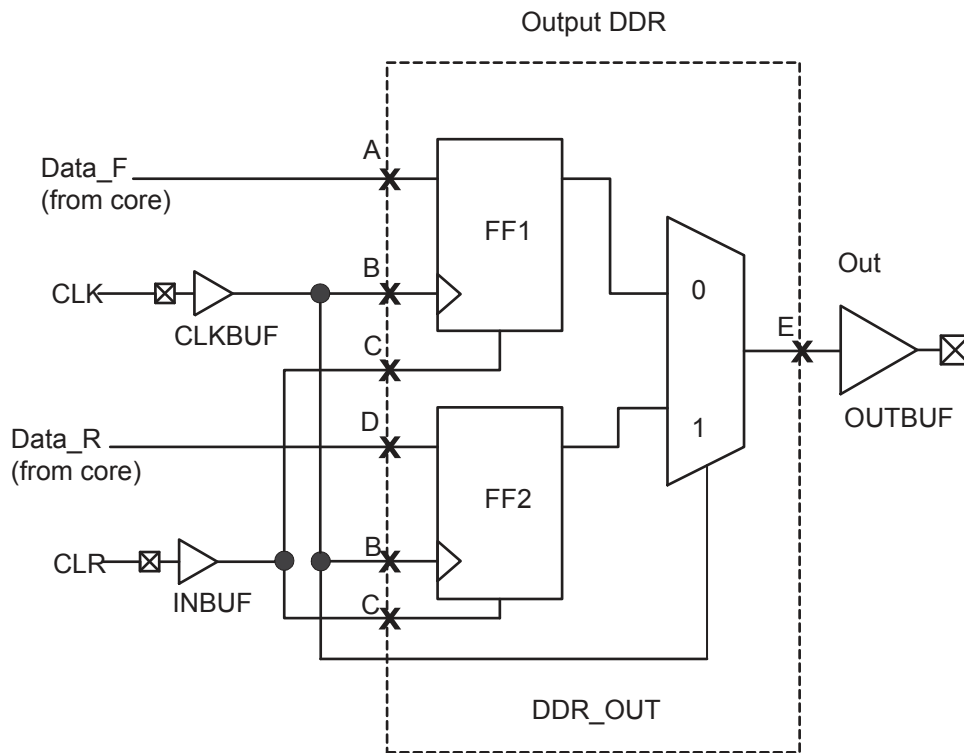 Output DDR
A
Data_F
(from core)
FF1
B
CLK
CLKBUF
C
0
Out
E
OUTBUF
D
Data_R
(from core)
1
FF2
B
CLR
INBUF
C
DDR_OUT